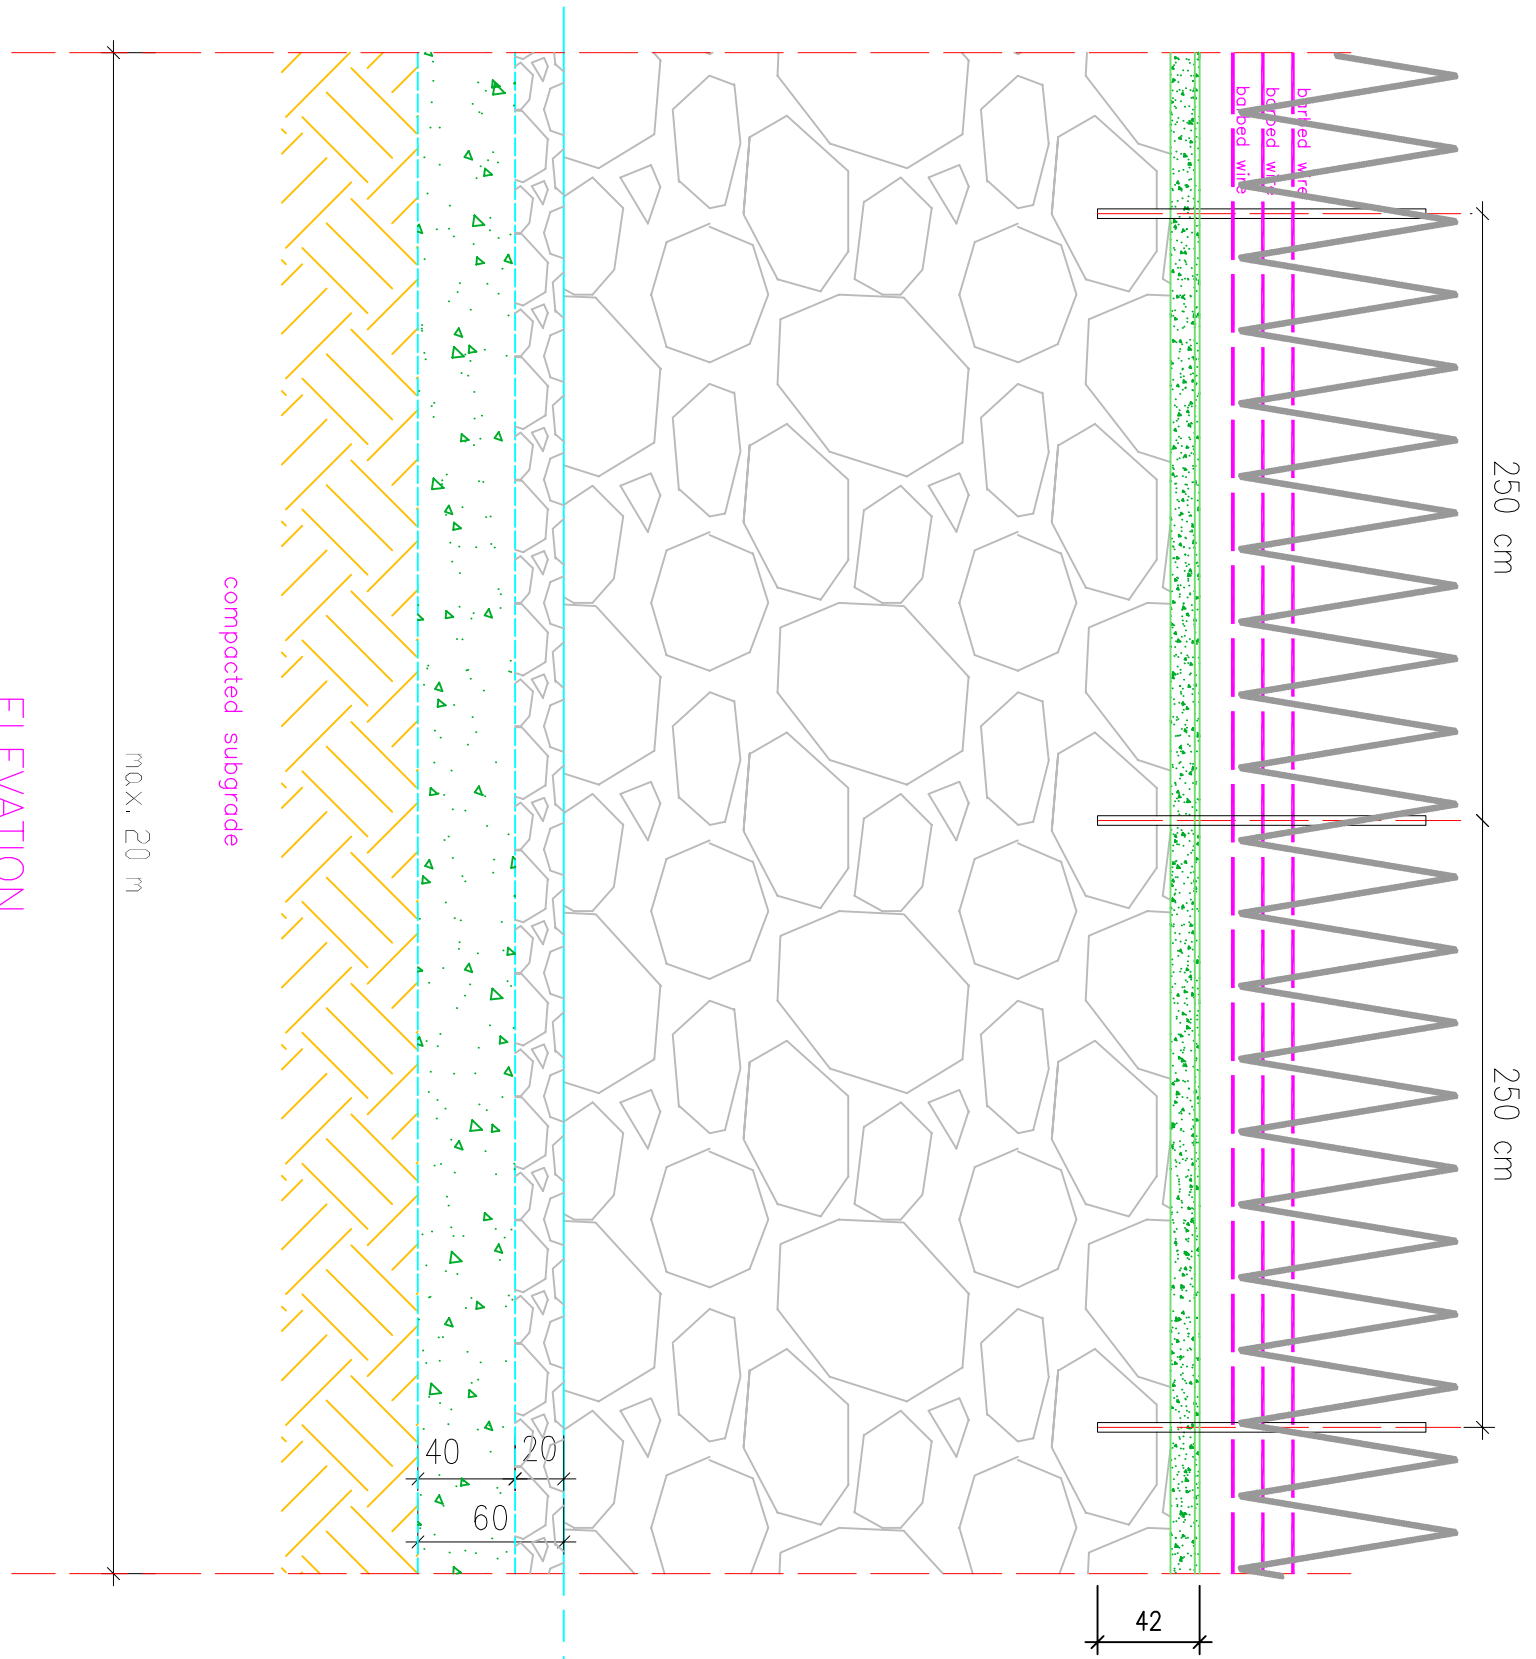 250 cm
250 cm
barbed wire
barbed wire
barbed wire
compacted subgrade
max. 20 m
ELEVATION
40
20
60
42